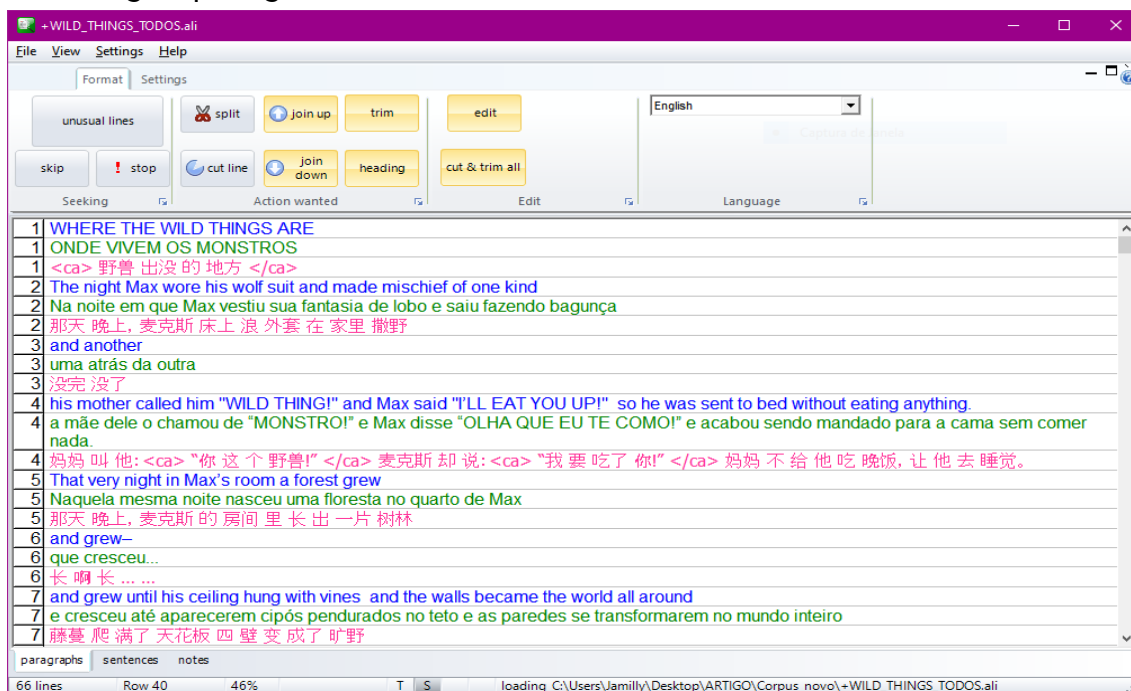 +WILD_THINGS_TODOS.ali
File View Settings Help
Format Settings
unusual lines
split
join up
trim
edit
English
skip
! stop
cut line
join down
heading
cut & trim all
Seeking
Action wanted
Edit
Language
1 WHERE THE WILD THINGS ARE
1 ONDE VIVEM OS MONSTROS
1 <ca> 野兽 出没 的 地方 </ca>
2 The night Max wore his wolf suit and made mischief of one kind
2 Na noite em que Max vestiu sua fantasia de lobo e saiu fazendo bagunça
2 那天 晚上, 麦克斯 床上 浪 外套 在 家里 撒野
3 and another
3 uma atrás da outra
3 没完 没了
4 his mother called him "WILD THING!" and Max said "I'LL EAT YOU UP!" so he was sent to bed without eating anything.
4 a mãe dele o chamou de “MONSTRO!” e Max disse “OLHA QUE EU TE COMO!” e acabou sendo mandado para a cama sem comer
nada.
4 妈妈 叫 他: <ca> “你 这 个 野兽!” </ca> 麦克斯 却 说: <ca> “我 要 吃了 你!” </ca> 妈妈 不 给 他 吃 晚饭, 让 他 去 睡觉。
5 That very night in Max’s room a forest grew
5 Naquela mesma noite nasceu uma floresta no quarto de Max
5 那天 晚上, 麦克斯 的 房间 里 长 出 一片 树林
6 and grew–
6 que cresceu...
6 长 啊 长 ... ...
7 and grew until his ceiling hung with vines and the walls became the world all around
7 e cresceu até aparecerem cipós pendurados no teto e as paredes se transformarem no mundo inteiro
7 藤蔓 爬 满了 天花板 四 壁 变 成了 旷野
paragraphs sentences notes
66 lines Row 40 46% T S loading C:\Users\Jamilly\Desktop\ARTIGO\Corpus novo\+WILD THINGS TODOS.ali